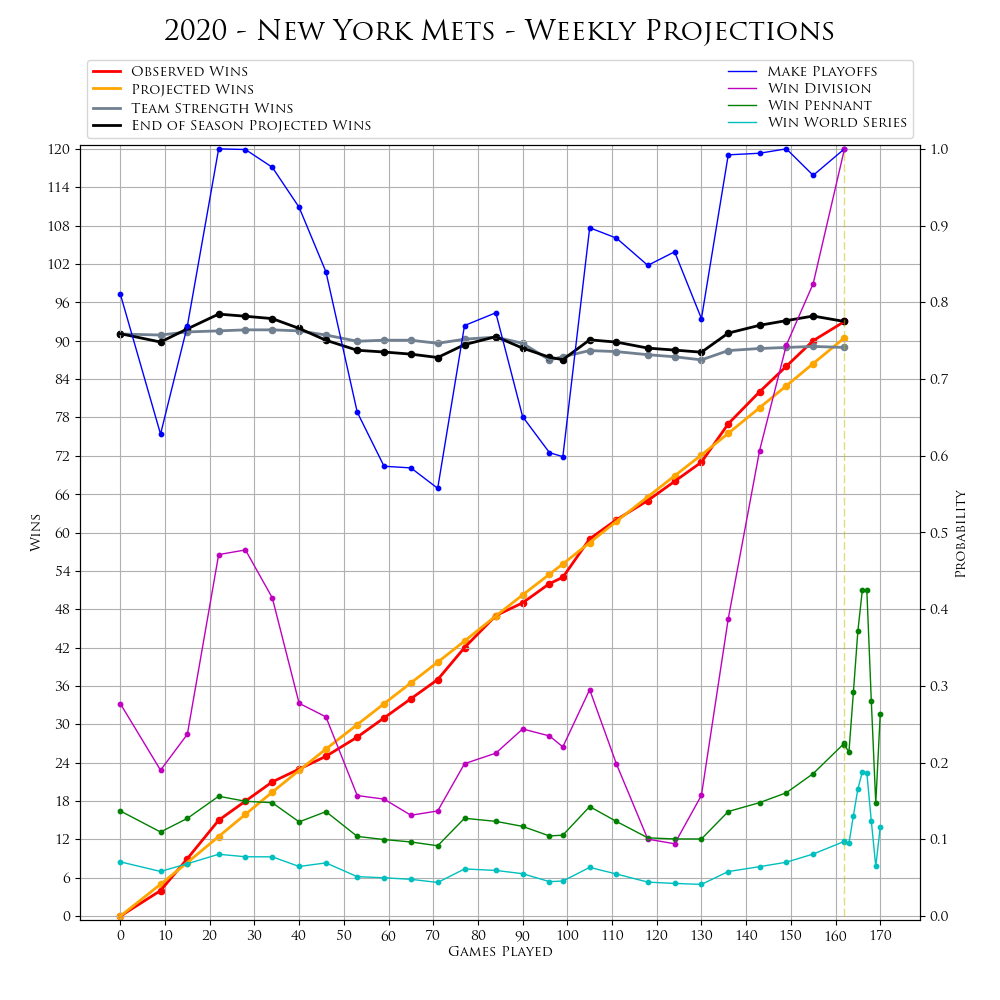 2020 - New York Mets - Weekly Projections
Observed Wins
Projected Wins
Team Strength Wins
End of Season Projected Wins
Make Playoffs
Win Division
Win Pennant
Win World Series
120
114
108
102
96
90
84
78
72
66
60
54
48
42
36
30
24
18
12
6
0
Wins
1.0
0.9
0.8
0.7
0.6
0.5
0.4
0.3
0.2
0.1
0.0
Probability
0 10 20 30 40 50 60 70 80 90 100 110 120 130 140 150 160 170
Games Played